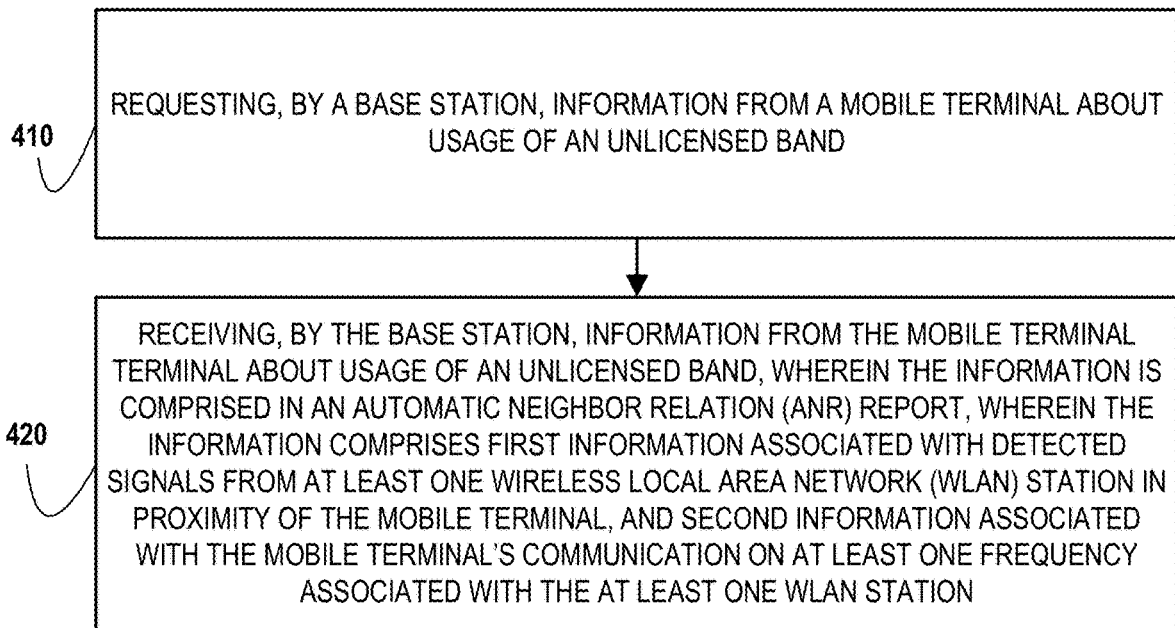 410
REQUESTING, BY A BASE STATION, INFORMATION FROM A MOBILE TERMINAL ABOUT
USAGE OF AN UNLICENSED BAND
420
RECEIVING, BY THE BASE STATION, INFORMATION FROM THE MOBILE TERMINAL
TERMINAL ABOUT USAGE OF AN UNLICENSED BAND, WHEREIN THE INFORMATION IS
COMPRISED IN AN AUTOMATIC NEIGHBOR RELATION (ANR) REPORT, WHEREIN THE
INFORMATION COMPRISES FIRST INFORMATION ASSOCIATED WITH DETECTED
SIGNALS FROM AT LEAST ONE WIRELESS LOCAL AREA NETWORK (WLAN) STATION IN
PROXIMITY OF THE MOBILE TERMINAL, AND SECOND INFORMATION ASSOCIATED
WITH THE MOBILE TERMINAL'S COMMUNICATION ON AT LEAST ONE FREQUENCY
ASSOCIATED WITH THE AT LEAST ONE WLAN STATION